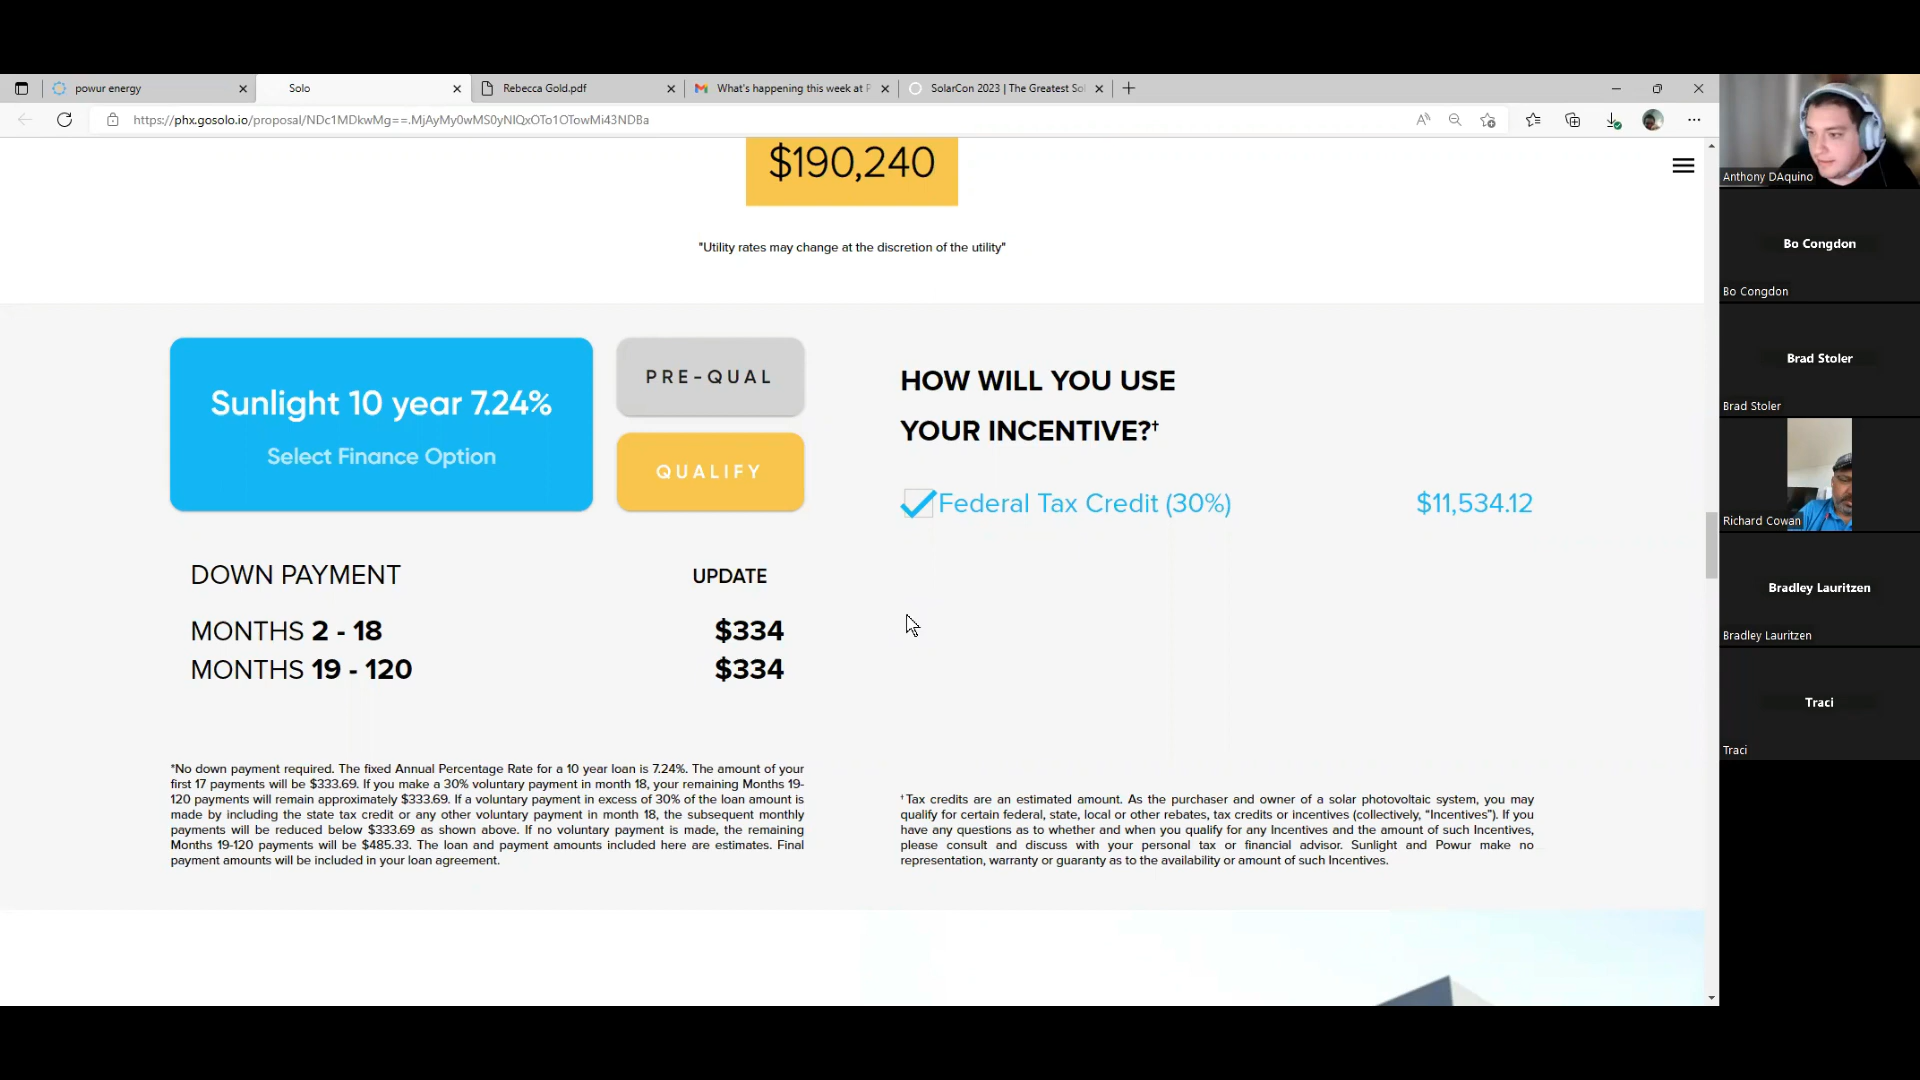 powur energy
Solo
Rebecca Gold.pdf
What's happening this week at P
SolarCon 2023 | The Greatest Sol
https://phx.gosolo.io/proposal/NDc1MDkwMg==.MjAyMy0wMS0yNlQxOTo1OTowMi43NDBa
$190,240
"Utility rates may change at the discretion of the utility"
Sunlight 10 year 7.24%
Select Finance Option
PRE-QUAL
QUALIFY
DOWN PAYMENT UPDATE
MONTHS 2 - 18 $334
MONTHS 19 - 120 $334
*No down payment required. The fixed Annual Percentage Rate for a 10 year loan is 7.24%. The amount of your
first 17 payments will be $333.69. If you make a 30% voluntary payment in month 18, your remaining Months 19-
120 payments will remain approximately $333.69. If a voluntary payment in excess of 30% of the loan amount is
made by including the state tax credit or any other voluntary payment in month 18, the subsequent monthly
payments will be reduced below $333.69 as shown above. If no voluntary payment is made, the remaining
Months 19-120 payments will be $485.33. The loan and payment amounts included here are estimates. Final
payment amounts will be included in your loan agreement.
HOW WILL YOU USE
YOUR INCENTIVE?†
Federal Tax Credit (30%) $11,534.12
†Tax credits are an estimated amount. As the purchaser and owner of a solar photovoltaic system, you may
qualify for certain federal, state, local or other rebates, tax credits or incentives (collectively, “Incentives”). If you
have any questions as to whether and when you qualify for any Incentives and the amount of such Incentives,
please consult and discuss with your personal tax or financial advisor. Sunlight and Powur make no
representation, warranty or guaranty as to the availability or amount of such Incentives.
Anthony DAquino
Bo Congdon
Bo Congdon
Brad Stoler
Brad Stoler
Richard Cowan
Bradley Lauritzen
Bradley Lauritzen
Traci
Traci